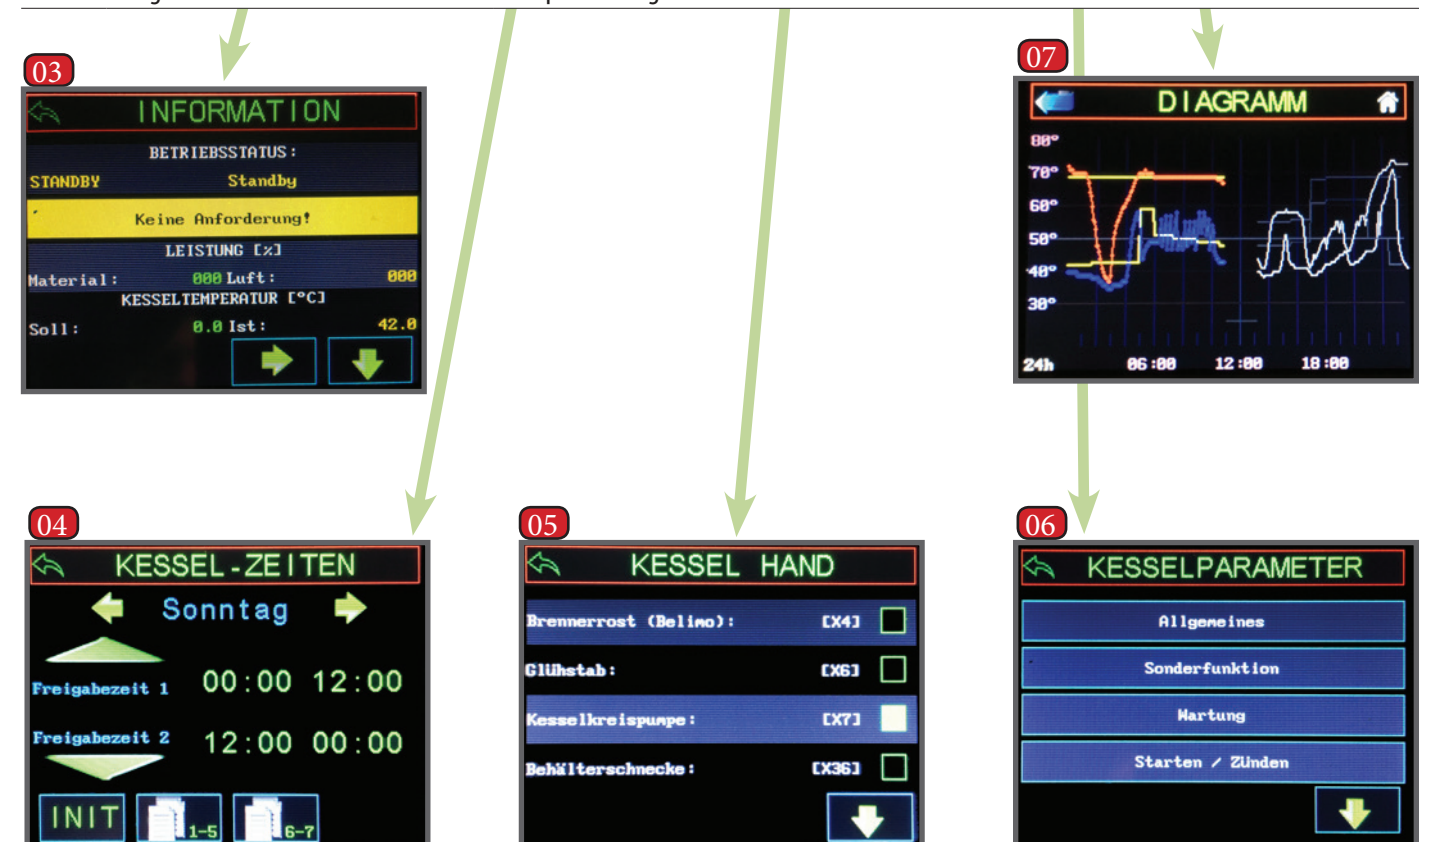 03
INFORMATION
BETRIEBSSTATUS:
STANDBY Standby
Keine Anforderung!
LEISTUNG [%]
Material: 000 Luft: 000
KESSELTEMPERATUR [°C]
Soll: 0.0 Ist: 42.0
07
DIAGRAMM
80°
70°
60°
50°
40°
30°
24h 06:00 12:00 18:00
04
KESSEL-ZEITEN
Sonntag
Freigabezeit 1 00:00 12:00
Freigabezeit 2 12:00 00:00
INIT 1-5 6-7
05
KESSEL HAND
Brennerrost (Belimo): [X4]
Glühstab: [X6]
Kesselkreispumpe: [X7]
Behälterschnecke: [X36]
06
KESSELPARAMETER
Allgemeines
Sonderfunktion
Wartung
Starten / Zünden